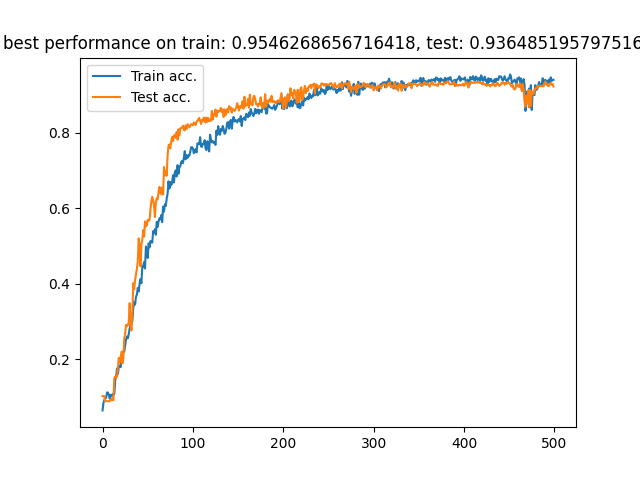 best performance on train: 0.9546268656716418, test: 0.936485195797516
Train acc.
Test acc.
0.8
0.6
0.4
0.2
0 100 200 300 400 500